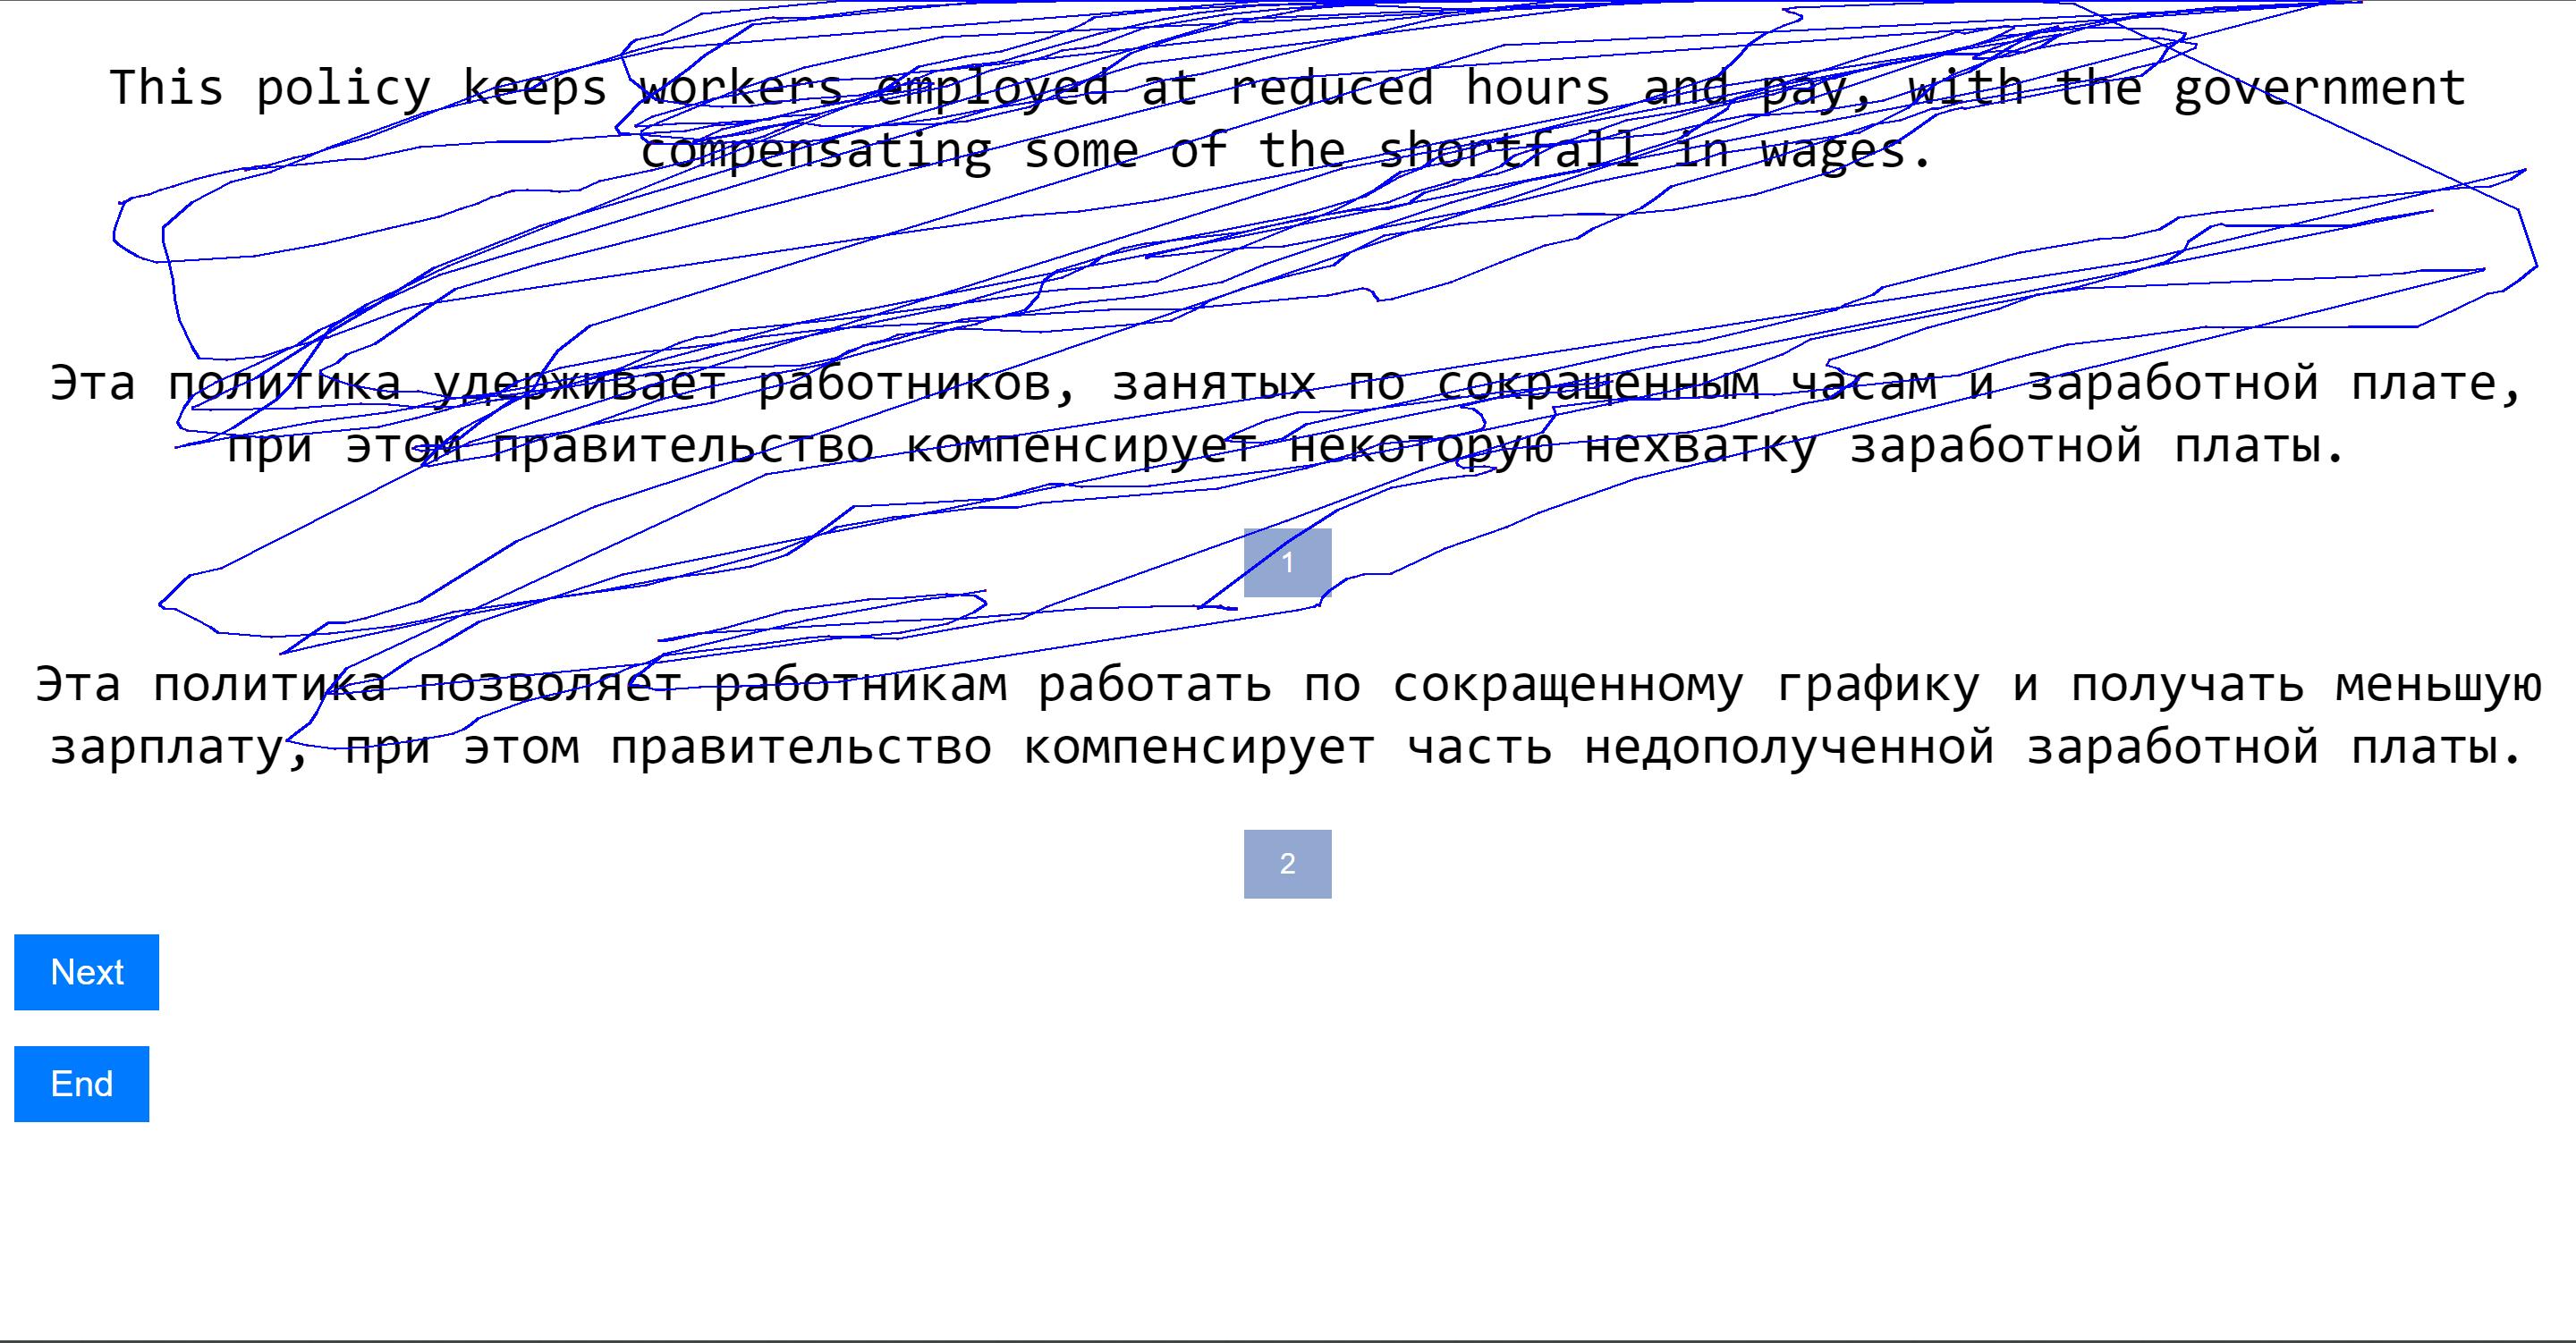 This policy keeps workers employed at reduced hours and pay, with the government
compensating some of the shortfall in wages.
Эта политика удерживает работников, занятых по сокращенным часам и заработной плате,
при этом правительство компенсирует некоторую нехватку заработной платы.
1
Эта политика позволяет работникам работать по сокращенному графику и получать меньшую
зарплату, при этом правительство компенсирует часть недополученной заработной платы.
2
Next
End